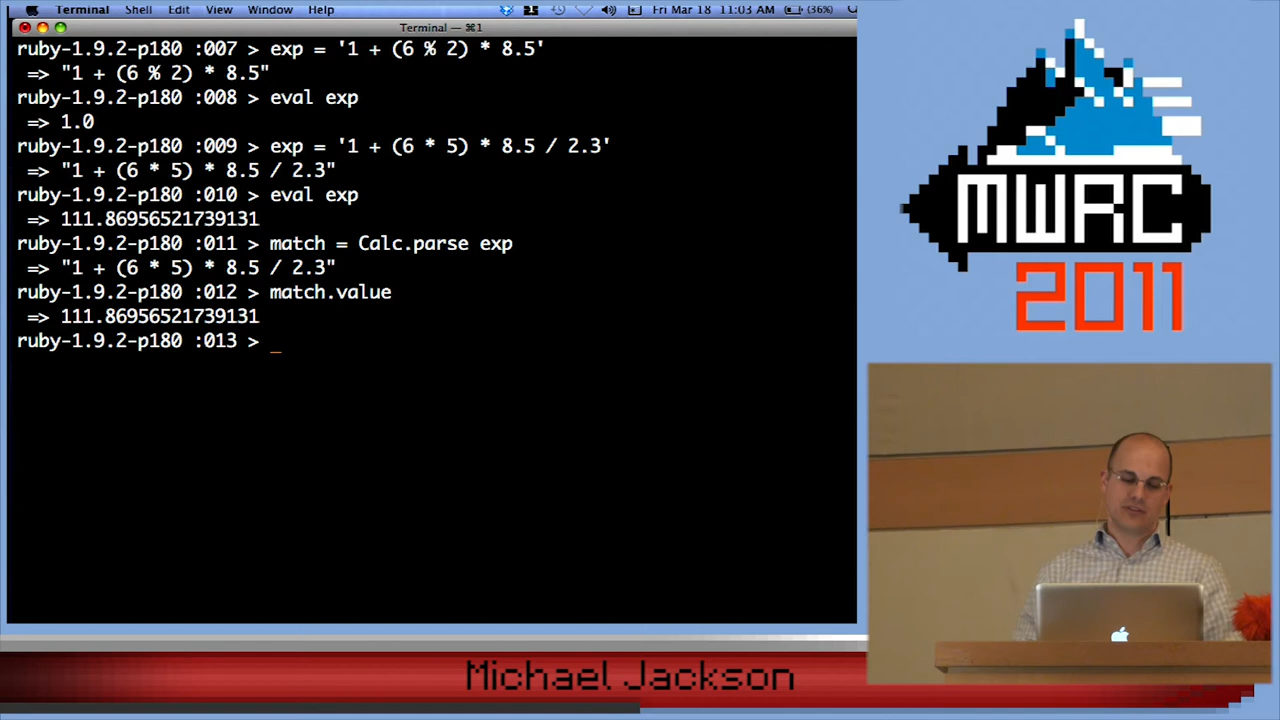 Terminal Shell Edit View Window Help Fri Mar 18 11:03 AM (36%)
Terminal — ⌘1
ruby-1.9.2-p180 :007 > exp = '1 + (6 % 2) * 8.5'
=> "1 + (6 % 2) * 8.5"
ruby-1.9.2-p180 :008 > eval exp
=> 1.0
ruby-1.9.2-p180 :009 > exp = '1 + (6 * 5) * 8.5 / 2.3'
=> "1 + (6 * 5) * 8.5 / 2.3"
ruby-1.9.2-p180 :010 > eval exp
=> 111.86956521739131
ruby-1.9.2-p180 :011 > match = Calc.parse exp
=> "1 + (6 * 5) * 8.5 / 2.3"
ruby-1.9.2-p180 :012 > match.value
=> 111.86956521739131
ruby-1.9.2-p180 :013 > _
MWRC
2011
Michael Jackson